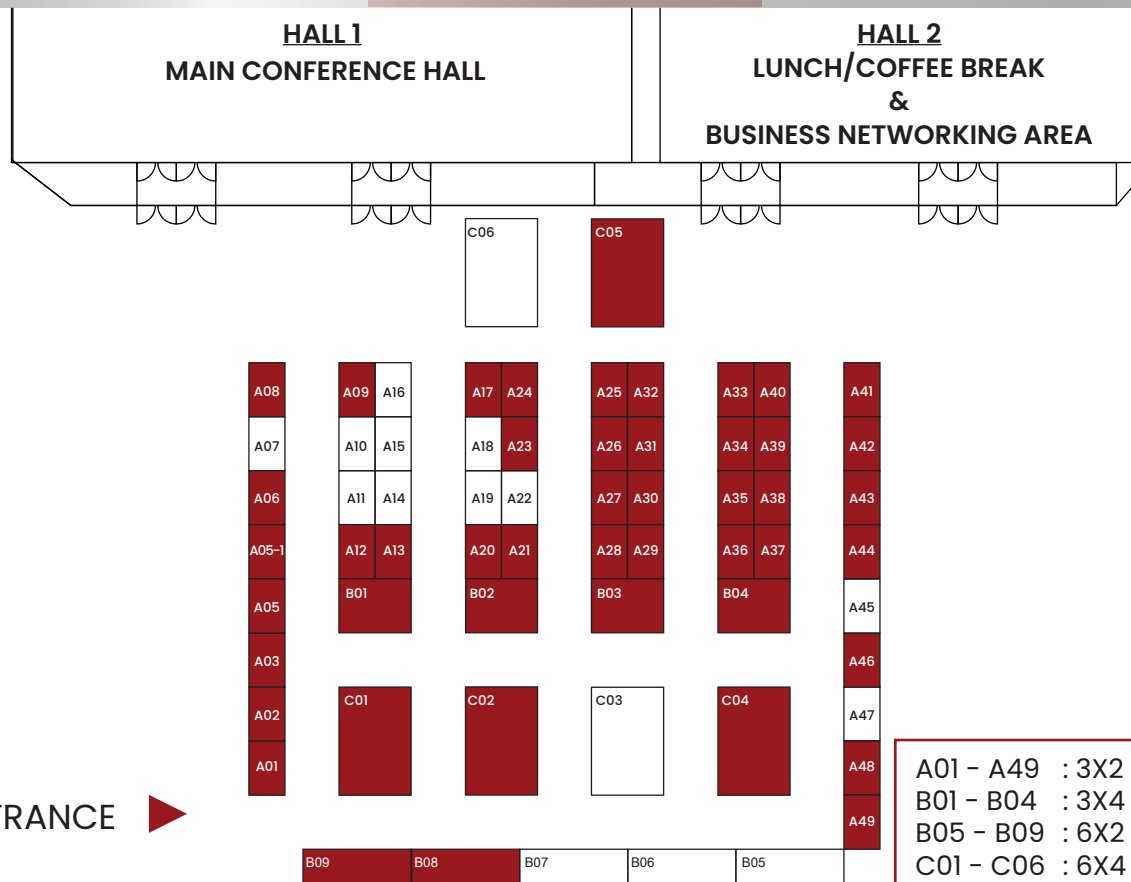 HALL 1
MAIN CONFERENCE HALL
HALL 2
LUNCH/COFFEE BREAK
&
BUSINESS NETWORKING AREA
C06
C05
A08
A09
A16
A17
A24
A25
A32
A33
A40
A41
A07
A10
A15
A18
A23
A26
A31
A34
A39
A42
A06
A11
A14
A19
A22
A27
A30
A35
A38
A43
A05-1
A12
A13
A20
A21
A28
A29
A36
A37
A44
A05
B01
B02
B03
B04
A45
A03
A46
A02
C01
C02
C03
C04
A47
A01
A48
TRANCE
A49
B09
B08
B07
B06
B05
A01 - A49 : 3X2
B01 - B04 : 3X4
B05 - B09 : 6X2
C01 - C06 : 6X4